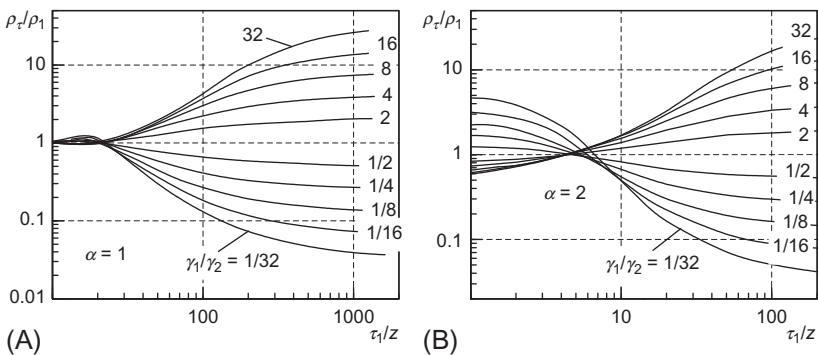 ρτ/ρ1
10
1
0.1
0.01
100
1000
τ1/z
32
16
8
4
2
1/2
1/4
1/8
1/16
γ1/γ2 = 1/32
α = 1
(A)
ρτ/ρ1
10
1
0.1
10
100
τ1/z
32
16
8
4
2
1/2
1/4
1/8
1/16
γ1/γ2 = 1/32
α = 2
(B)